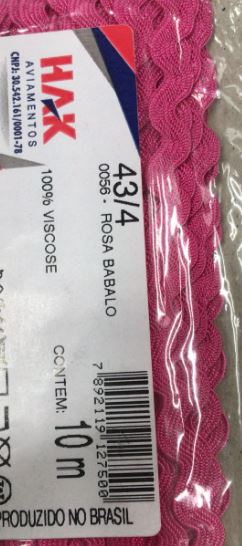 HAK
AVIAMENTOS
CNPJ: 30.542.161/0001-78
43/4
0056 - ROSA BABALO
100% VISCOSE
CONTEM: 10 m
7 892119 127500
PRODUZIDO NO BRASIL